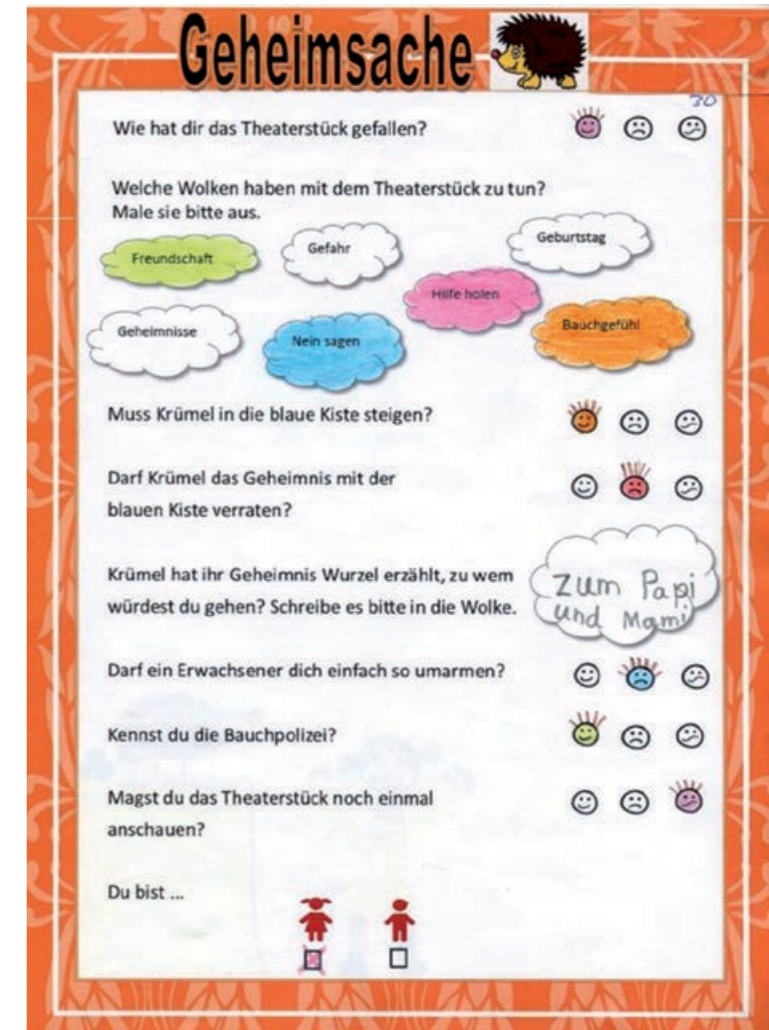 Geheimsache
30
Wie hat dir das Theaterstück gefallen?
Welche Wolken haben mit dem Theaterstück zu tun?
Male sie bitte aus.
Freundschaft
Gefahr
Geburtstag
Hilfe holen
Geheimnisse
Nein sagen
Bauchgefühl
Muss Krümel in die blaue Kiste steigen?
Darf Krümel das Geheimnis mit der
blauen Kiste verraten?
Krümel hat ihr Geheimnis Wurzel erzählt, zu wem
würdest du gehen? Schreibe es bitte in die Wolke.
zum Papi
und Mami
Darf ein Erwachsener dich einfach so umarmen?
Kennst du die Bauchpolizei?
Magst du das Theaterstück noch einmal
anschauen?
Du bist ...